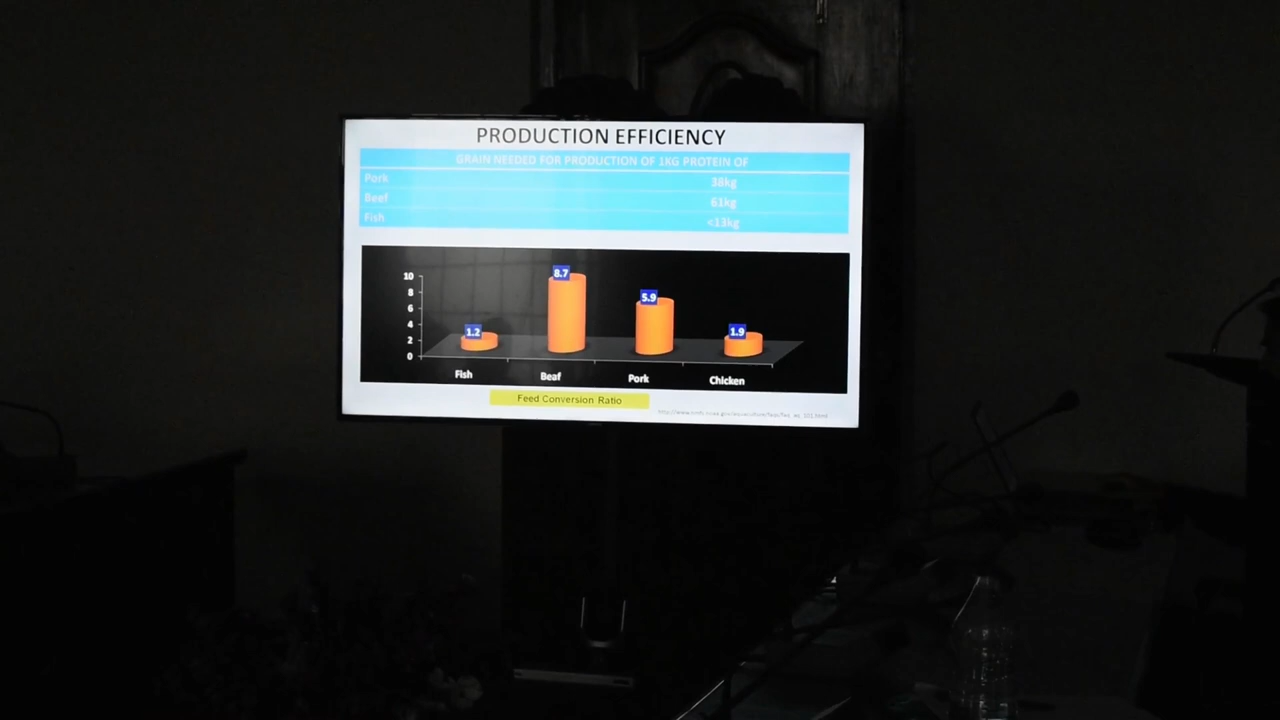 PRODUCTION EFFICIENCY
GRAIN NEEDED FOR PRODUCTION OF 1KG PROTEIN OF
Pork 38kg
Beef 61kg
Fish <13kg
10
8
6
4
2
0
1.2
8.7
5.9
1.9
Fish Beaf Pork Chicken
Feed Conversion Ratio